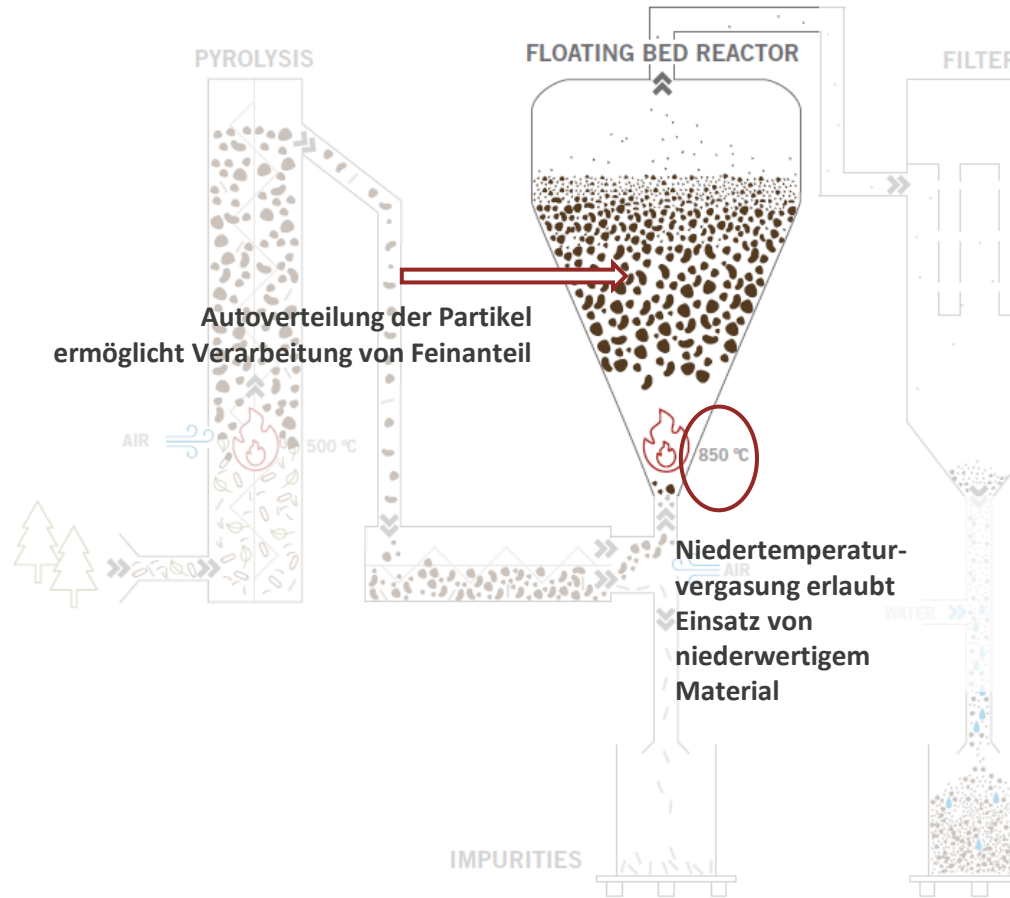 PYROLYSIS
FLOATING BED REACTOR
FILTER
Autoverteilung der Partikel
ermöglicht Verarbeitung von Feinanteil
AIR
500 °C
850 °C
Niedertemperatur-
vergasung erlaubt
Einsatz von
niederwertigem
Material
AIR
WATER
IMPURITIES